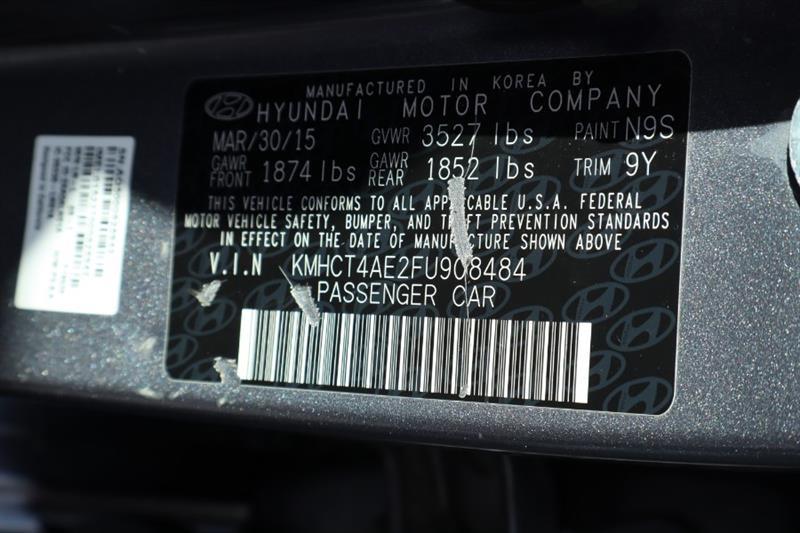 MANUFACTURED IN KOREA BY
HYUNDAI MOTOR COMPANY
MAR/30/15 GVWR 3527 lbs PAINT N9S
GAWR FRONT 1874 lbs GAWR REAR 1852 lbs TRIM 9Y
THIS VEHICLE CONFORMS TO ALL APPLICABLE U.S.A. FEDERAL
MOTOR VEHICLE SAFETY, BUMPER, AND THEFT PREVENTION STANDARDS
IN EFFECT ON THE DATE OF MANUFACTURE SHOWN ABOVE
V.I.N KMHCT4AE2FU908484
PASSENGER CAR